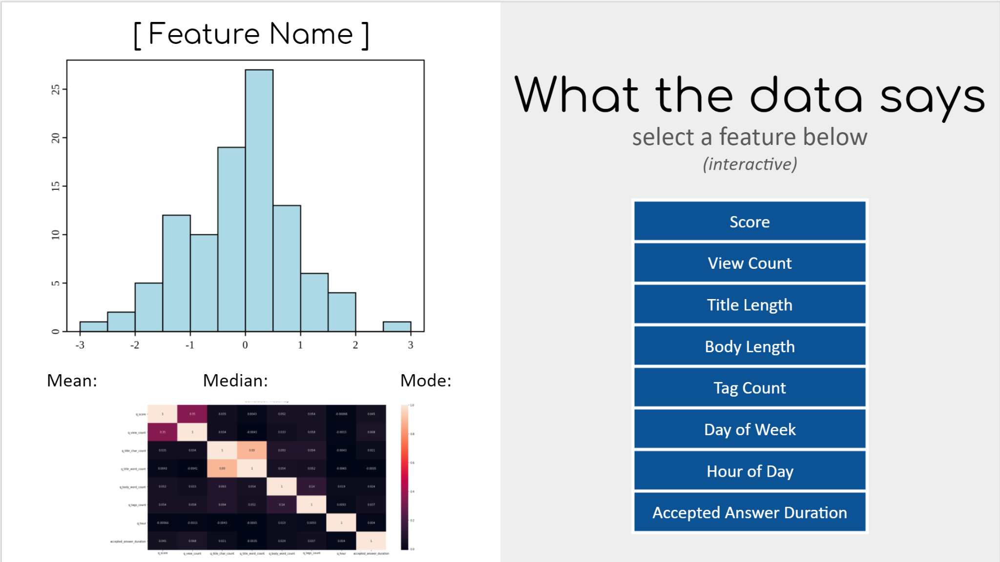 [ Feature Name ]
25
20
15
10
5
0
-3 -2 -1 0 1 2 3
Mean: Median: Mode:
q_score 1 0.35 0.035 0.0043 0.052 0.054 -0.00066 0.045
q_view_count 0.35 1 0.034 -0.0041 0.033 0.058 -0.0015 0.068
q_title_char_count 0.035 0.034 1 0.89 0.093 0.094 -0.0043 0.021
q_title_word_count 0.0043 -0.0041 0.89 1 0.054 0.052 -0.0065 -0.0035
q_body_word_count 0.052 0.033 0.093 0.054 1 0.14 0.019 0.024
q_tags_count 0.054 0.058 0.094 0.052 0.14 1 0.0093 0.037
q_hour -0.00066 -0.0015 -0.0043 -0.0065 0.019 0.0093 1 0.004
accepted_answer_duration 0.045 0.068 0.021 -0.0035 0.024 0.037 0.004 1
q_score q_view_count q_title_char_count q_title_word_count q_body_word_count q_tags_count q_hour accepted_answer_duration
1.0
0.8
0.6
0.4
0.2
0.0
What the data says
select a feature below
(interactive)
Score
View Count
Title Length
Body Length
Tag Count
Day of Week
Hour of Day
Accepted Answer Duration